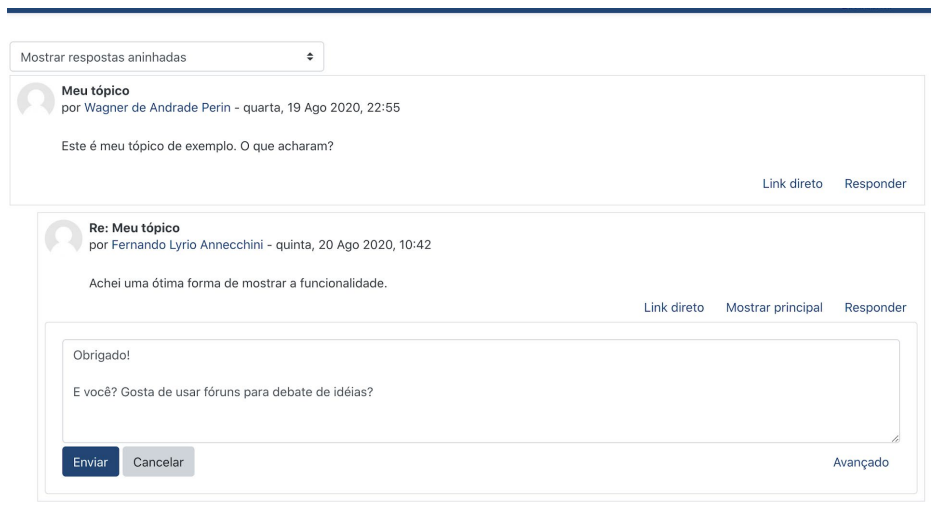 Mostrar respostas aninhadas
Meu tópico
por Wagner de Andrade Perin - quarta, 19 Ago 2020, 22:55
Este é meu tópico de exemplo. O que acharam?
Link direto Responder
Re: Meu tópico
por Fernando Lyrio Annecchini - quinta, 20 Ago 2020, 10:42
Achei uma ótima forma de mostrar a funcionalidade.
Link direto Mostrar principal Responder
Obrigado!
E você? Gosta de usar fóruns para debate de idéias?
Enviar Cancelar Avançado